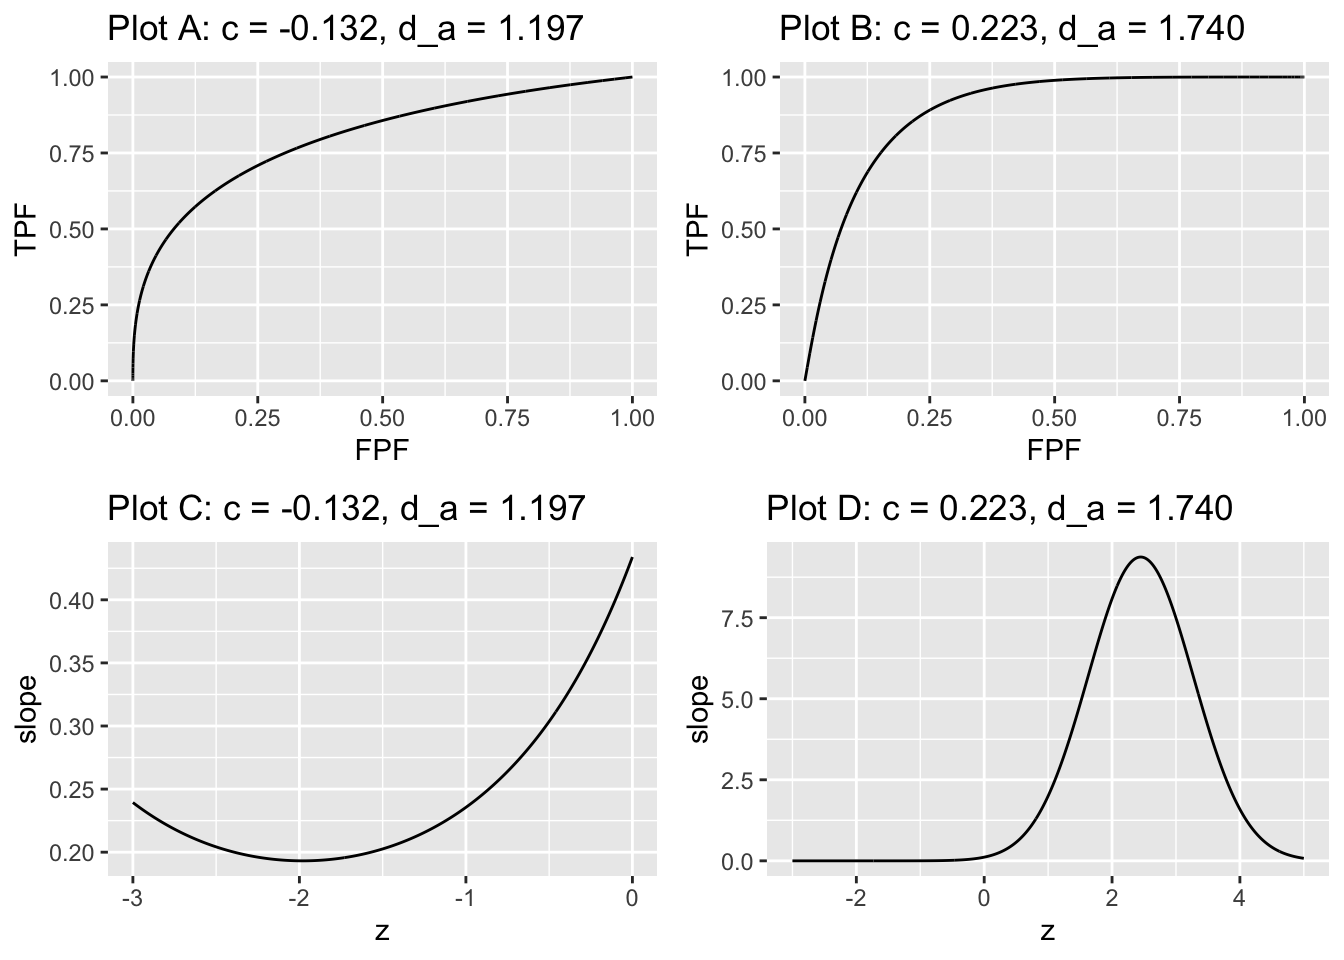 Plot A: c = -0.132, d_a = 1.197
1.00
0.75
0.50
0.25
0.00
TPF
0.00 0.25 0.50 0.75 1.00
FPF
Plot B: c = 0.223, d_a = 1.740
1.00
0.75
0.50
0.25
0.00
TPF
0.00 0.25 0.50 0.75 1.00
FPF
Plot C: c = -0.132, d_a = 1.197
0.40
0.35
0.30
0.25
0.20
slope
-3 -2 -1 0
z
Plot D: c = 0.223, d_a = 1.740
7.5
5.0
2.5
0.0
slope
-2 0 2 4
z